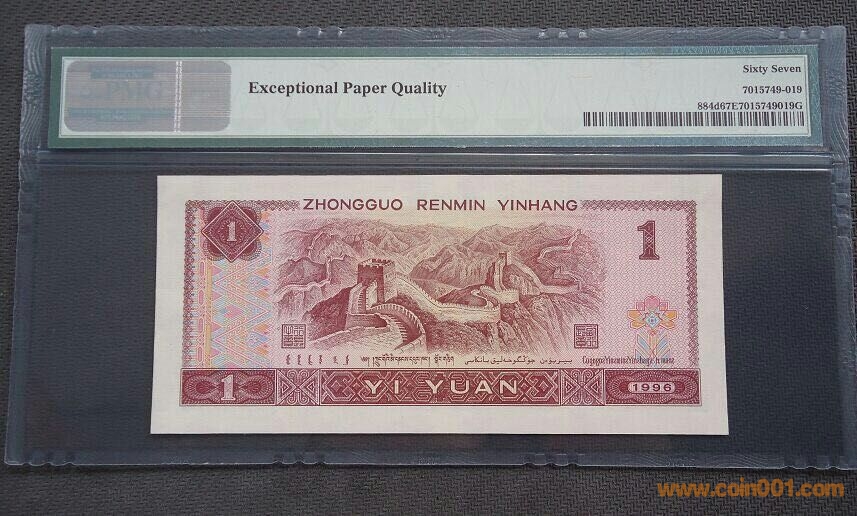 Exceptional Paper Quality
Sixty Seven
7015749-019
884d67E7015749019G
ZHONGGUO RENMIN YINHANG
1
1
1
YI YUAN
1996
www.coin001.com